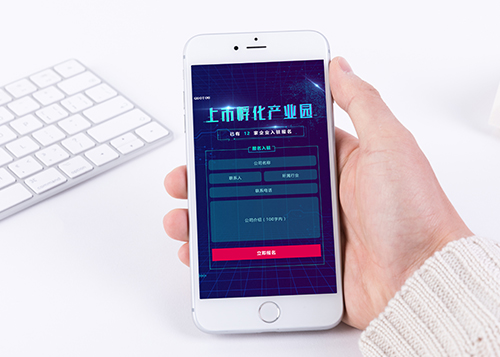 上市孵化产业园
已有 12 家企业入驻报名
报名入驻
公司名称
联系人 所属行业
联系电话
公司介绍（100字内）
立即报名